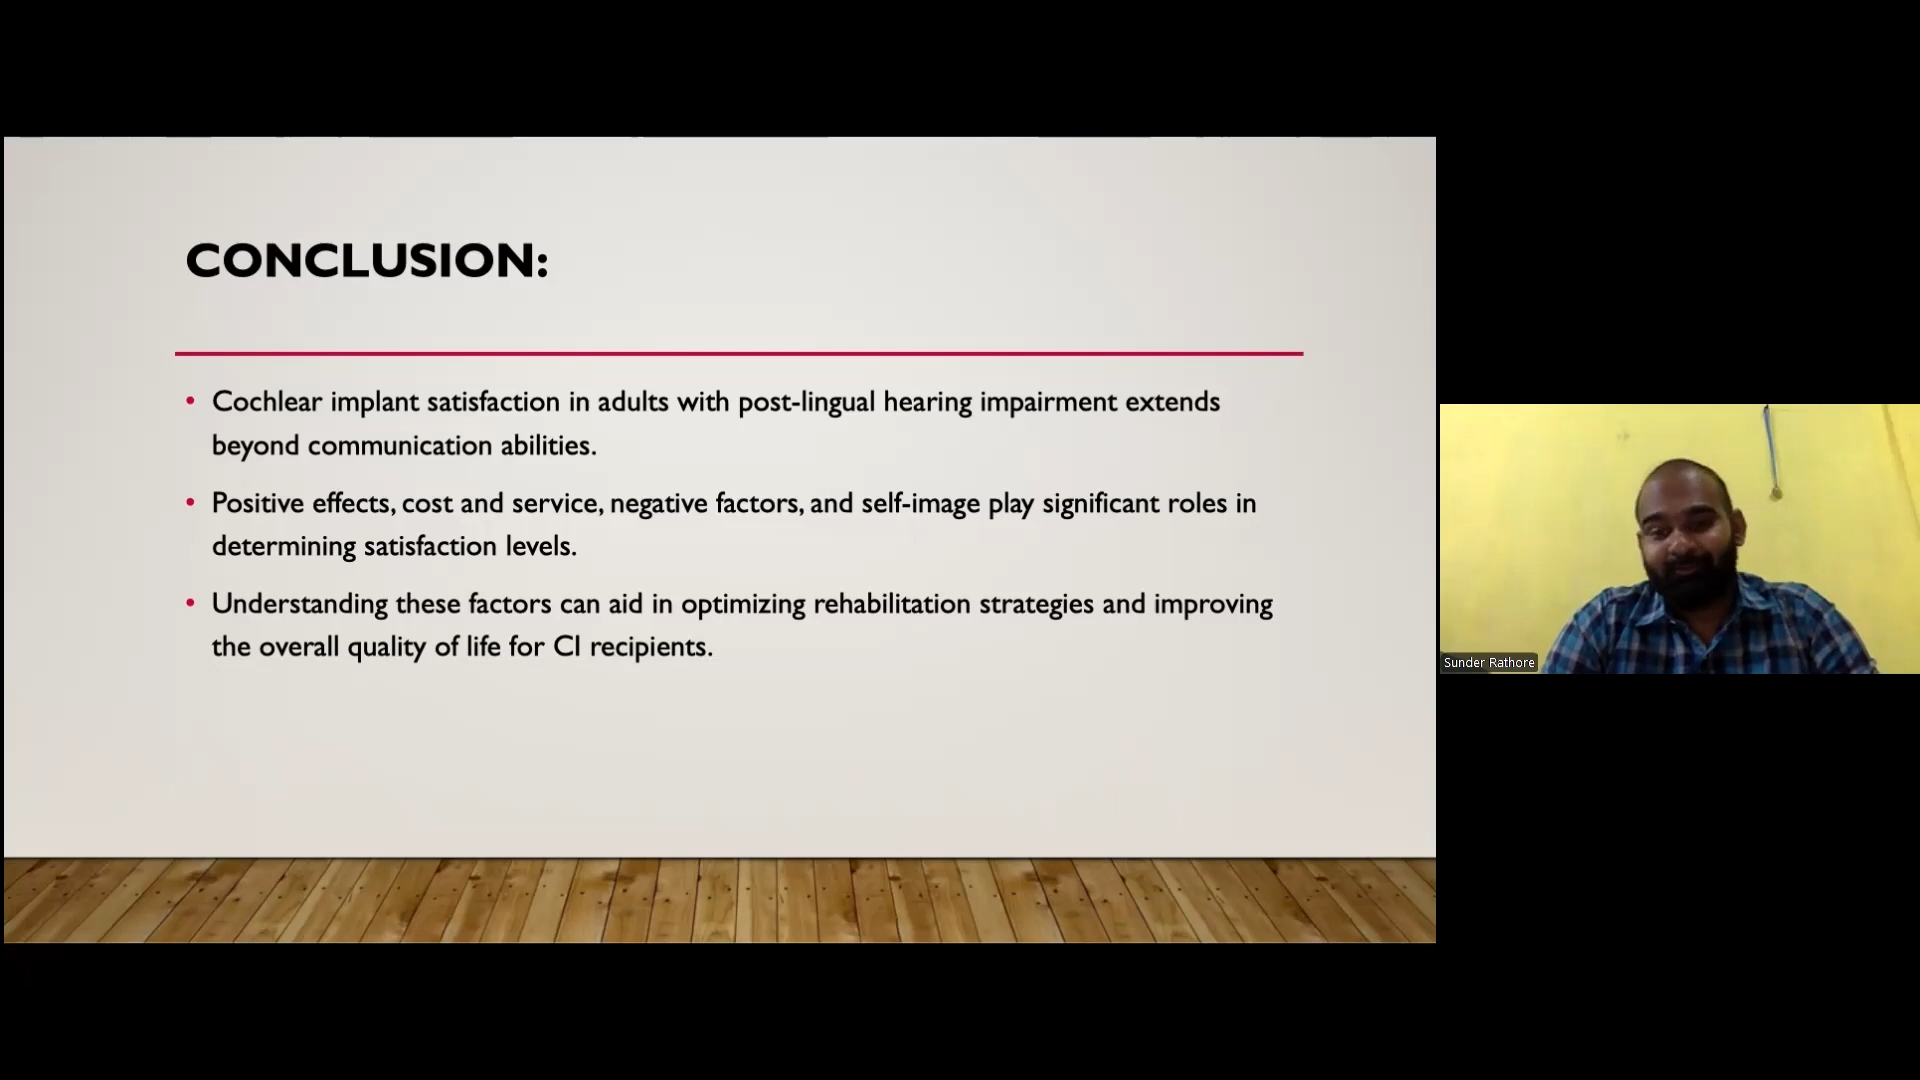 CONCLUSION:
• Cochlear implant satisfaction in adults with post-lingual hearing impairment extends
beyond communication abilities.
• Positive effects, cost and service, negative factors, and self-image play significant roles in
determining satisfaction levels.
• Understanding these factors can aid in optimizing rehabilitation strategies and improving
the overall quality of life for CI recipients.
Sunder Rathore